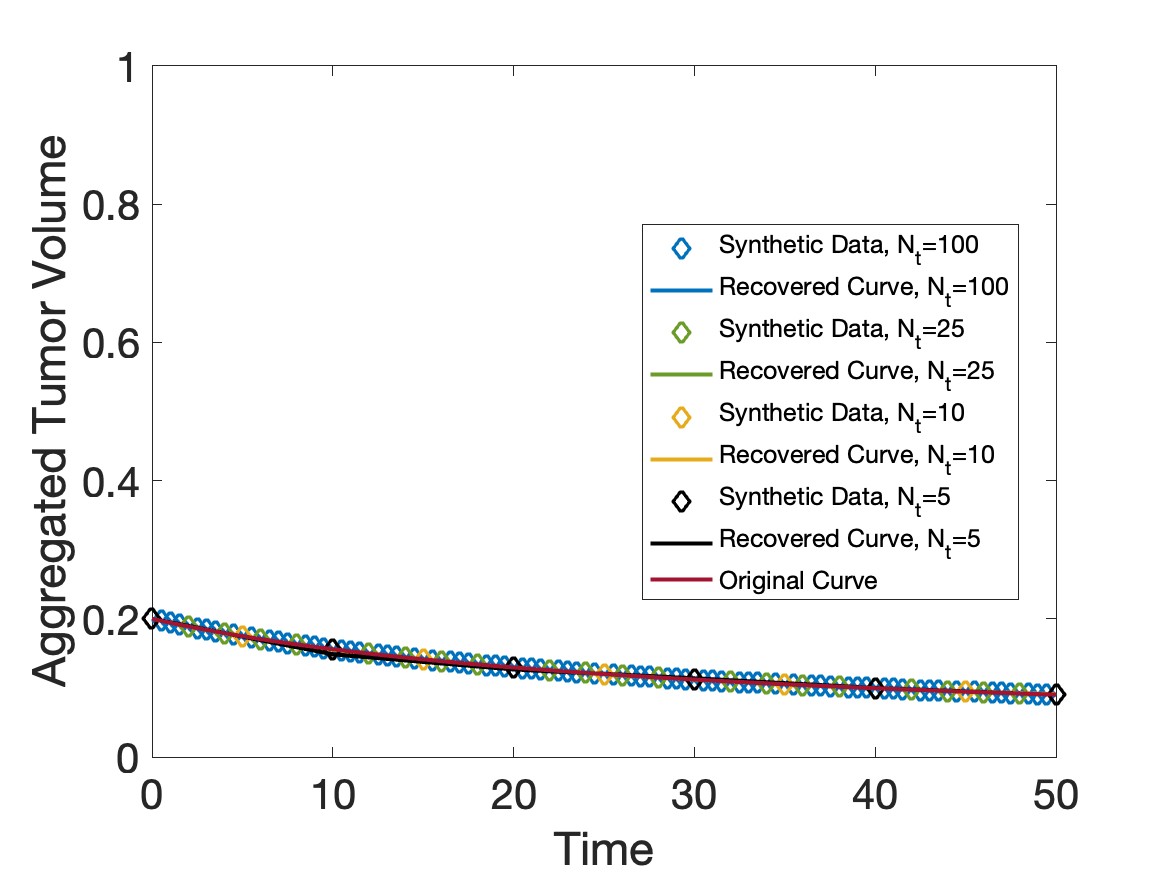 1
0.8
0.6
0.4
0.2
0
Aggregated Tumor Volume
Synthetic Data, N_t=100
Recovered Curve, N_t=100
Synthetic Data, N_t=25
Recovered Curve, N_t=25
Synthetic Data, N_t=10
Recovered Curve, N_t=10
Synthetic Data, N_t=5
Recovered Curve, N_t=5
Original Curve
0 10 20 30 40 50
Time